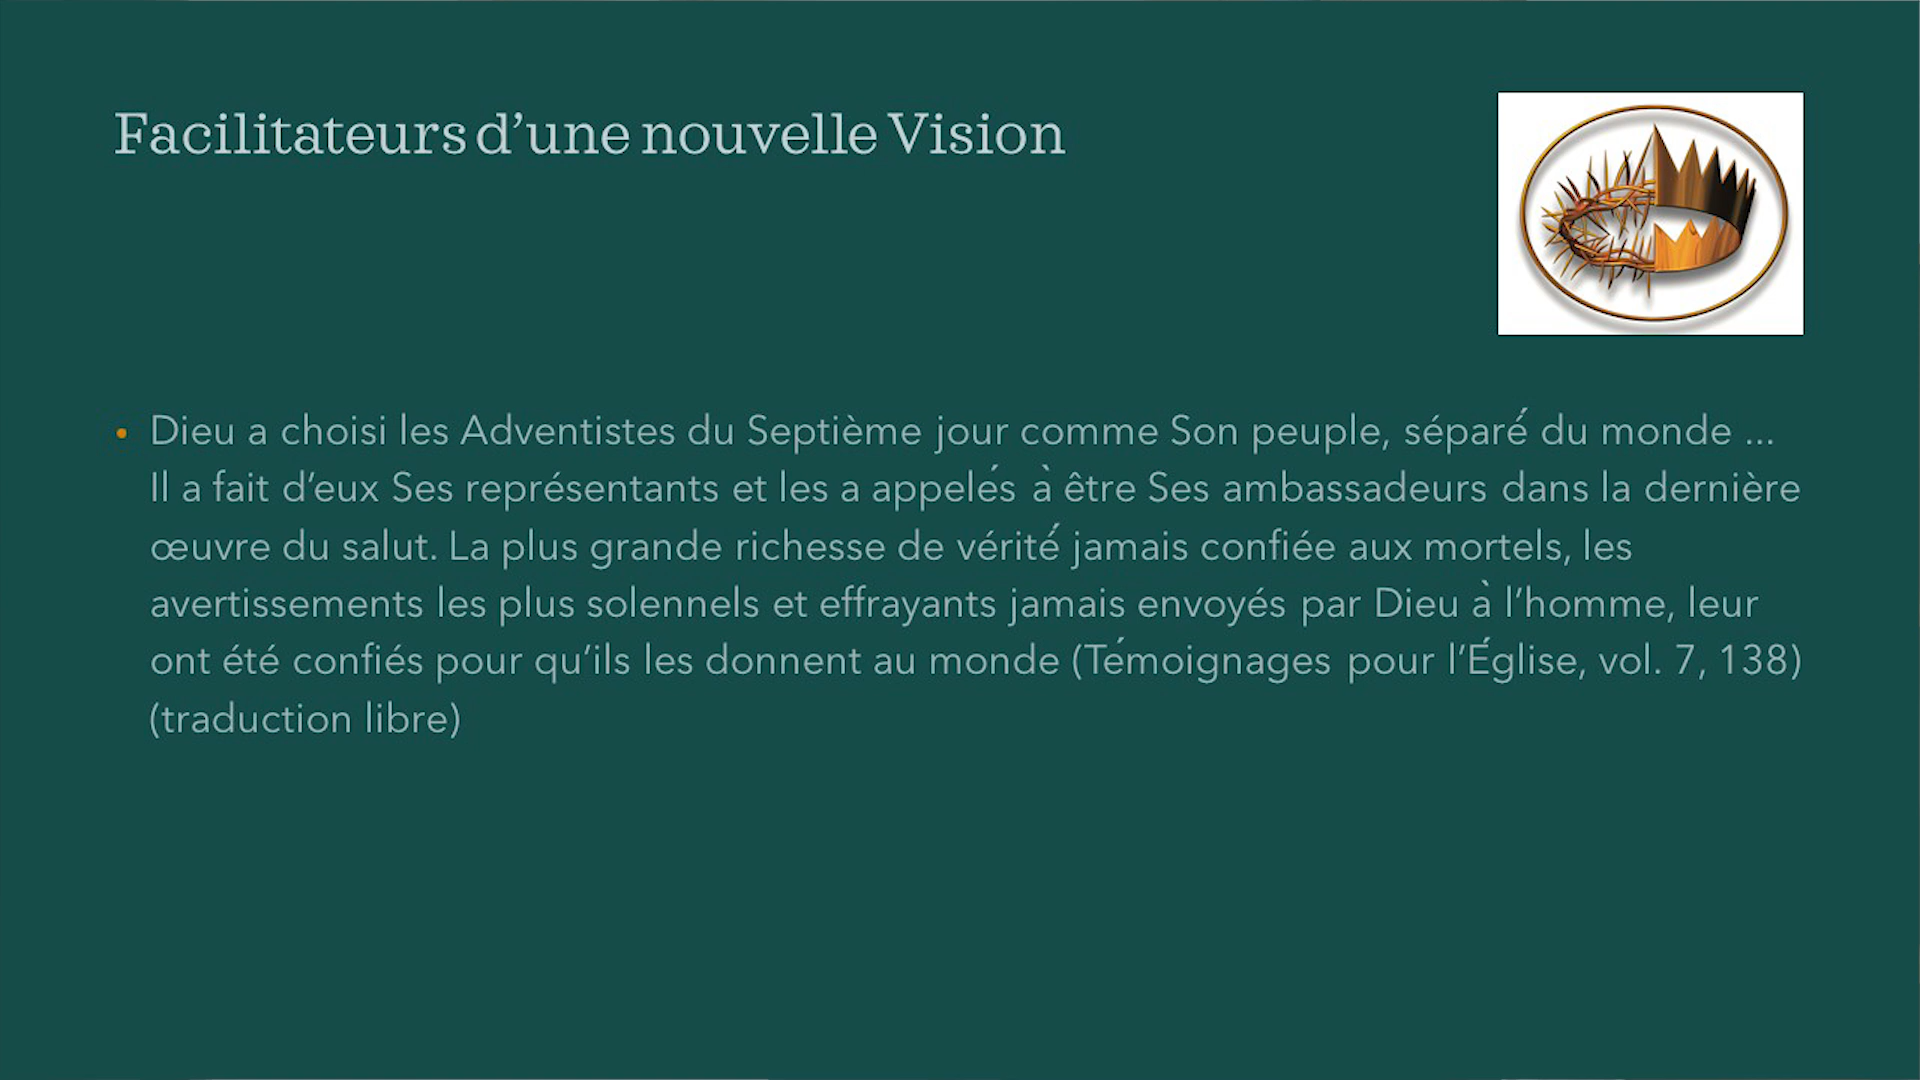 Facilitateurs d’une nouvelle Vision
• Dieu a choisi les Adventistes du Septième jour comme Son peuple, séparé du monde ...
Il a fait d’eux Ses représentants et les a appelés à être Ses ambassadeurs dans la dernière
œuvre du salut. La plus grande richesse de vérité jamais confiée aux mortels, les
avertissements les plus solennels et effrayants jamais envoyés par Dieu à l’homme, leur
ont été confiés pour qu’ils les donnent au monde (Témoignages pour l’Église, vol. 7, 138)
(traduction libre)